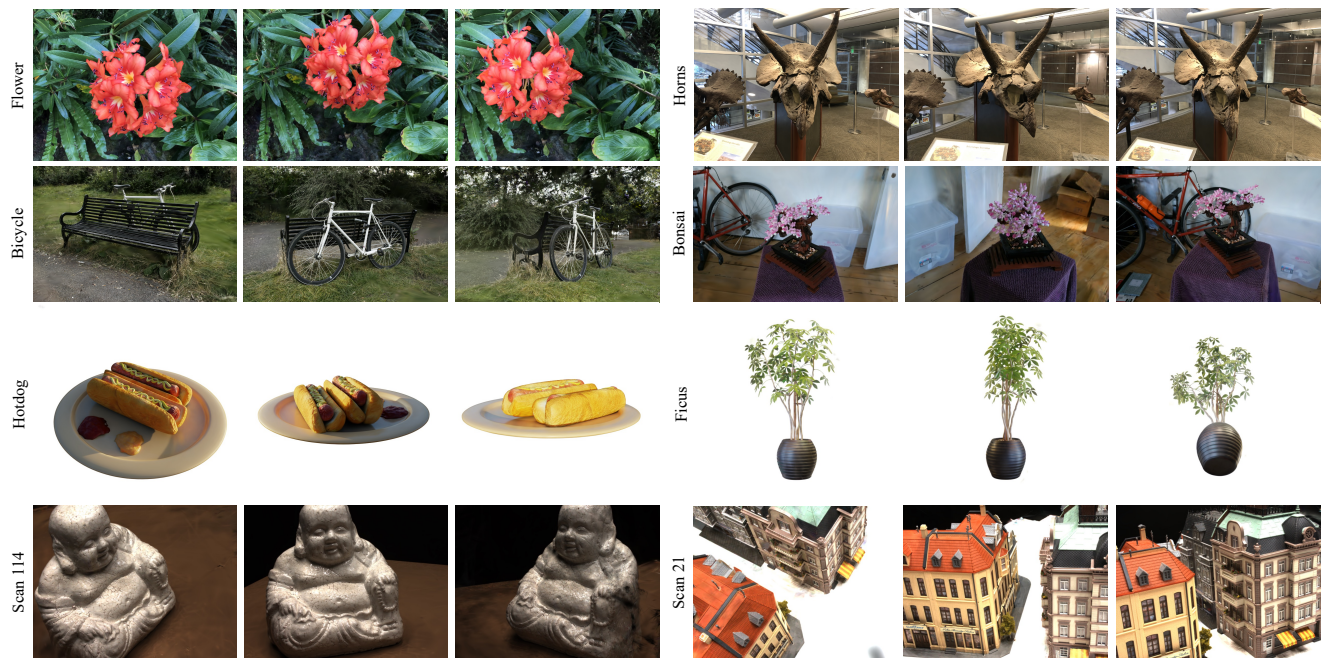 Flower
Horns
Bicycle
Bonsai
Hotdog
Ficus
Scan 114
Scan 21